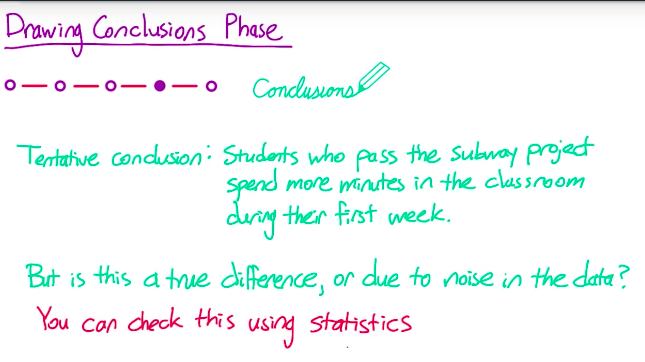 Drawing Conclusions Phase
Conclusions
Tentative conclusion: Students who pass the subway project
spend more minutes in the classroom
during their first week.
But is this a true difference, or due to noise in the data?
You can check this using statistics